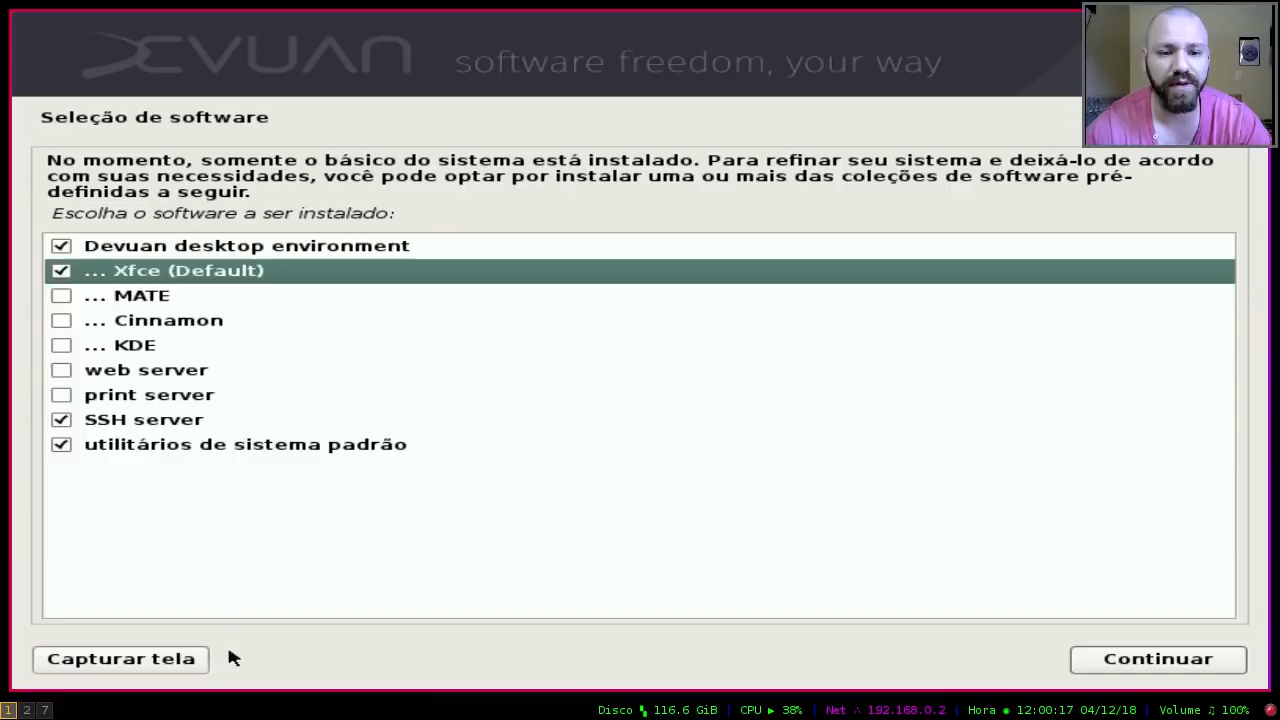 DEVUAN software freedom, your way
Seleção de software
No momento, somente o básico do sistema está instalado. Para refinar seu sistema e deixá-lo de acordo
com suas necessidades, você pode optar por instalar uma ou mais das coleções de software pré-
definidas a seguir.
Escolha o software a ser instalado:
Devuan desktop environment
... Xfce (Default)
... MATE
... Cinnamon
... KDE
web server
print server
SSH server
utilitários de sistema padrão
Capturar tela
Continuar
1 2 7 Disco 116.6 GiB | CPU ▶ 38% | Net ∴ 192.168.0.2 | Hora ◉ 12:00:17 04/12/18 | Volume ♫ 100%